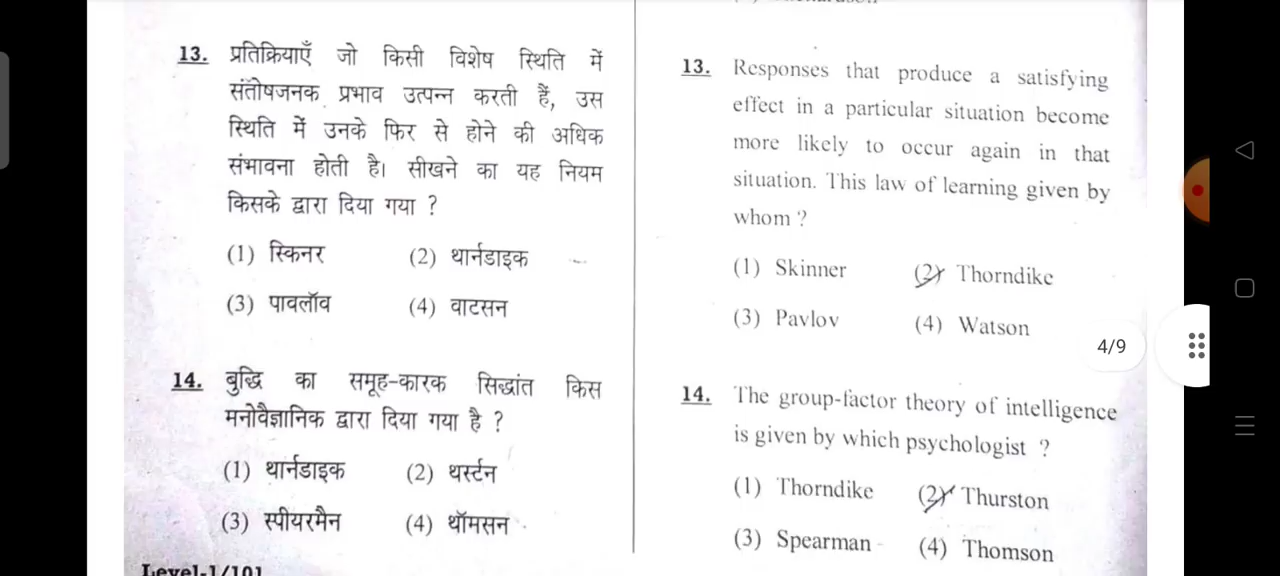 13. प्रतिक्रियाएँ जो किसी विशेष स्थिति में
संतोषजनक प्रभाव उत्पन्न करती हैं, उस
स्थिति में उनके फिर से होने की अधिक
संभावना होती है। सीखने का यह नियम
किसके द्वारा दिया गया ?
(1) स्किनर (2) थार्नडाइक
(3) पावलॉव (4) वाटसन
14. बुद्धि का समूह-कारक सिद्धांत किस
मनोवैज्ञानिक द्वारा दिया गया है ?
(1) थार्नडाइक (2) थर्स्टन
(3) स्पीयरमैन (4) थॉमसन
Level-1/101
13. Responses that produce a satisfying
effect in a particular situation become
more likely to occur again in that
situation. This law of learning given by
whom ?
(1) Skinner (2) Thorndike
(3) Pavlov (4) Watson
4/9
14. The group-factor theory of intelligence
is given by which psychologist ?
(1) Thorndike (2) Thurston
(3) Spearman (4) Thomson